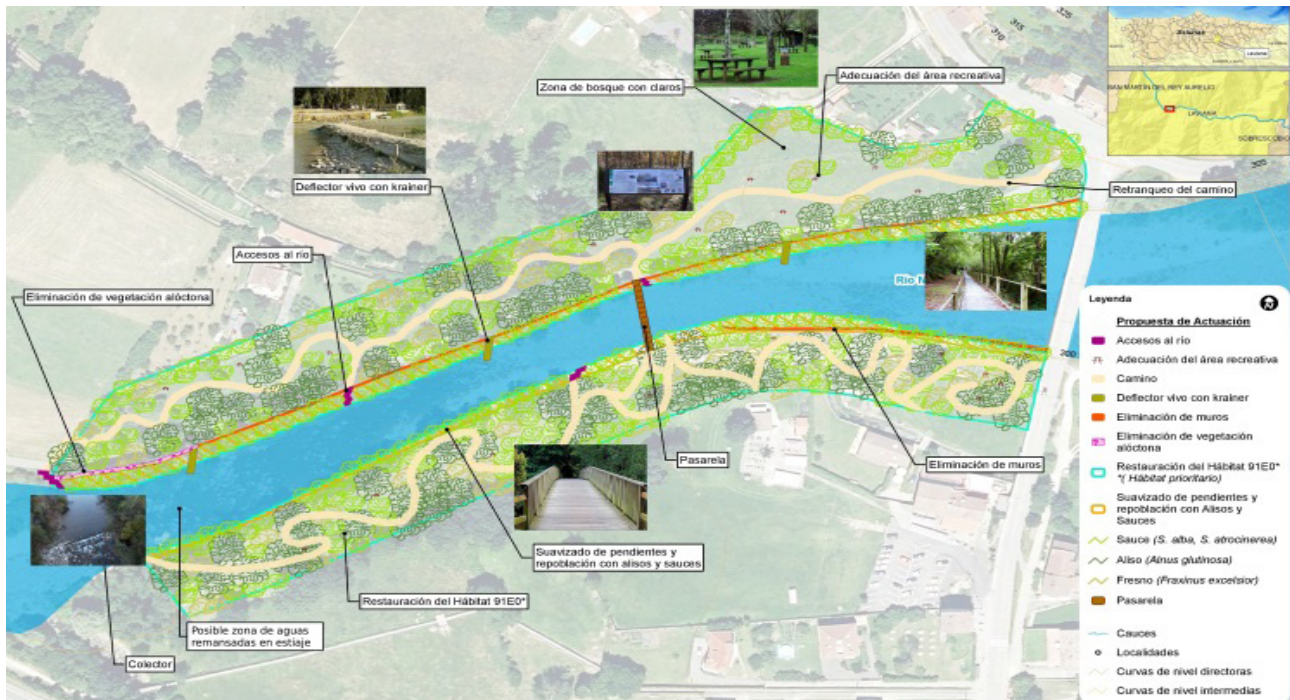 Zona de bosque con claros
Adecuación del área recreativa
Deflector vivo con krainer
Retranqueo del camino
Accesos al río
Eliminación de vegetación alóctona
Río N
Pasarela
Eliminación de muros
Suavizado de pendientes y
repoblación con alisos y sauces
Restauración del Hábitat 91E0*
Posible zona de aguas
remansadas en estiaje
Colector
325
315
310
305
300
SAN MARTÍN DEL REY AURELIO
LAVIANA
SOBRESCOBIO
Leyenda
Propuesta de Actuación
Accesos al río
Adecuación del área recreativa
Camino
Deflector vivo con krainer
Eliminación de muros
Eliminación de vegetación
alóctona
Restauración del Hábitat 91E0*
*( Hábitat prioritario)
Suavizado de pendientes y
repoblación con Alisos y
Sauces
Sauce (S. alba, S. atrocinerea)
Aliso (Alnus glutinosa)
Fresno (Fraxinus excelsior)
Pasarela
Cauces
Localidades
Curvas de nivel directoras
Curvas de nivel intermedias